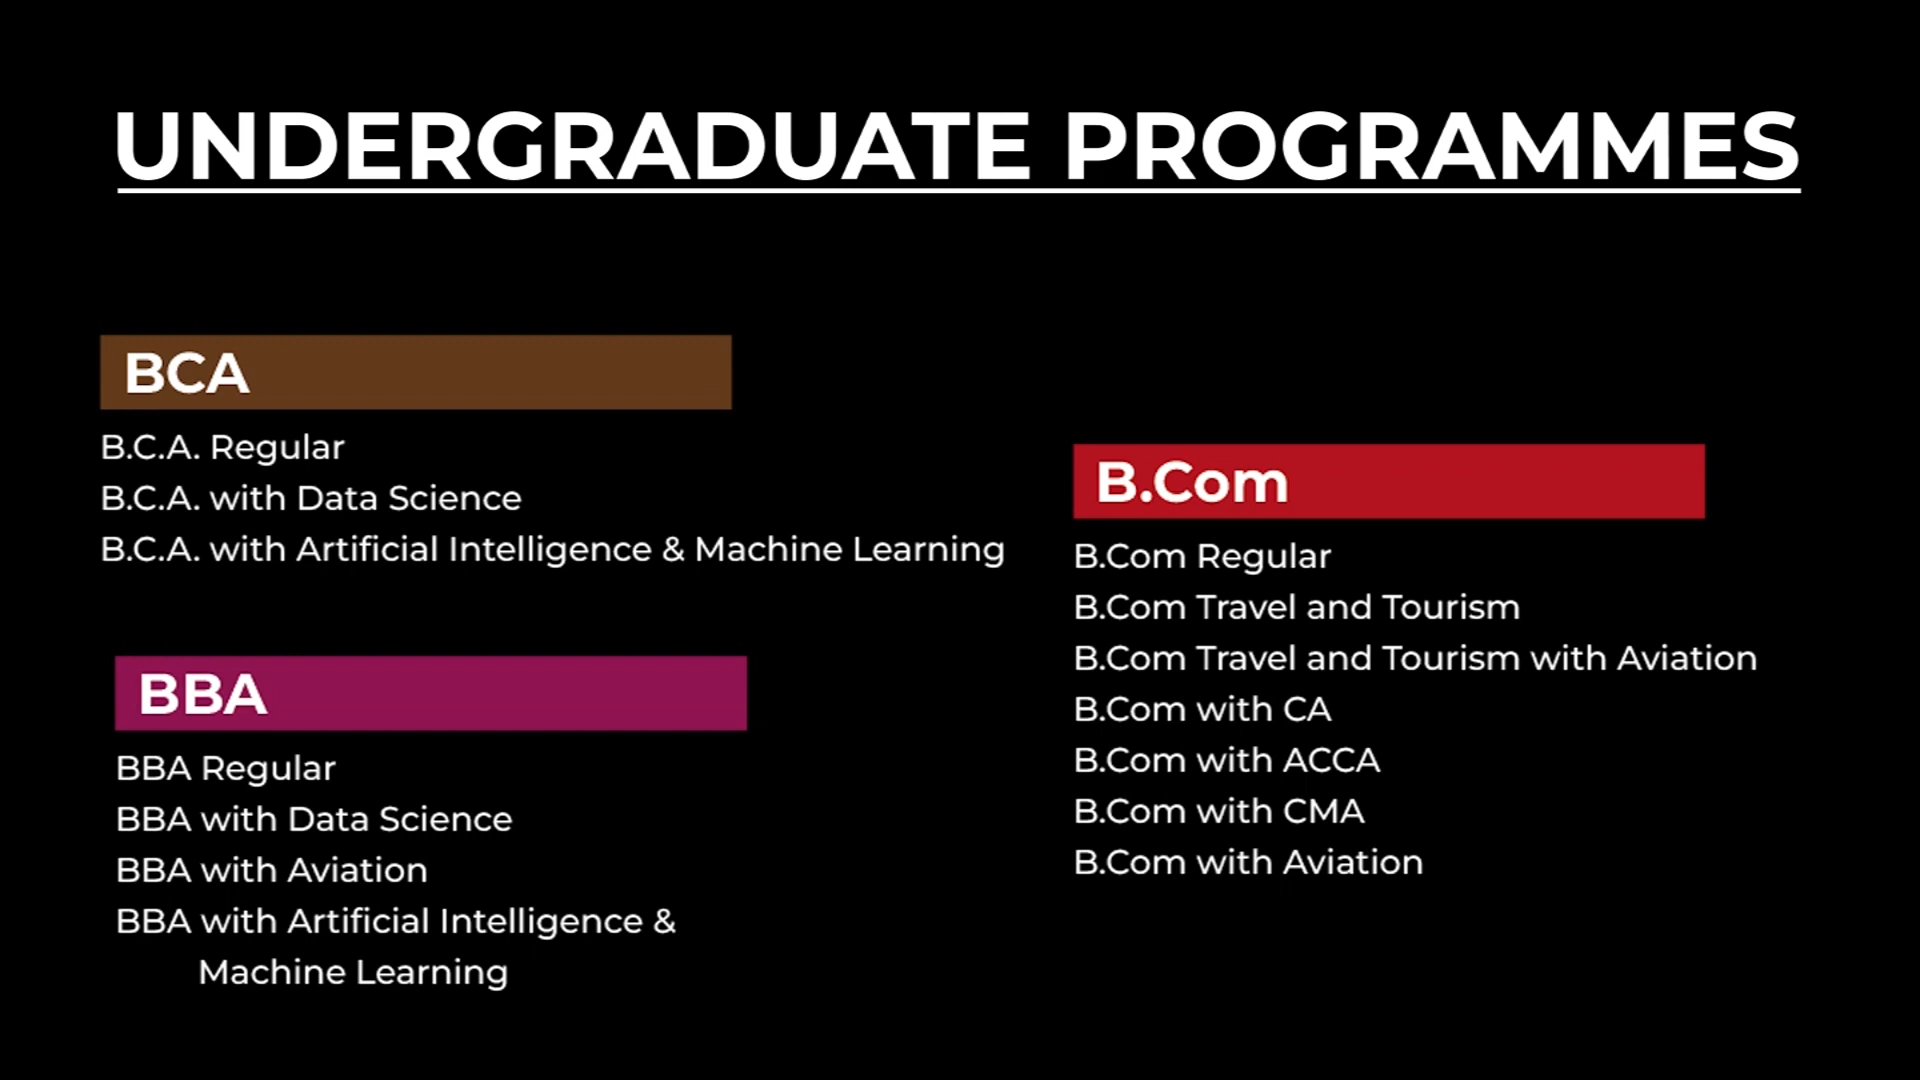 UNDERGRADUATE PROGRAMMES
BCA
B.C.A. Regular
B.C.A. with Data Science
B.C.A. with Artificial Intelligence & Machine Learning
BBA
BBA Regular
BBA with Data Science
BBA with Aviation
BBA with Artificial Intelligence &
Machine Learning
B.Com
B.Com Regular
B.Com Travel and Tourism
B.Com Travel and Tourism with Aviation
B.Com with CA
B.Com with ACCA
B.Com with CMA
B.Com with Aviation